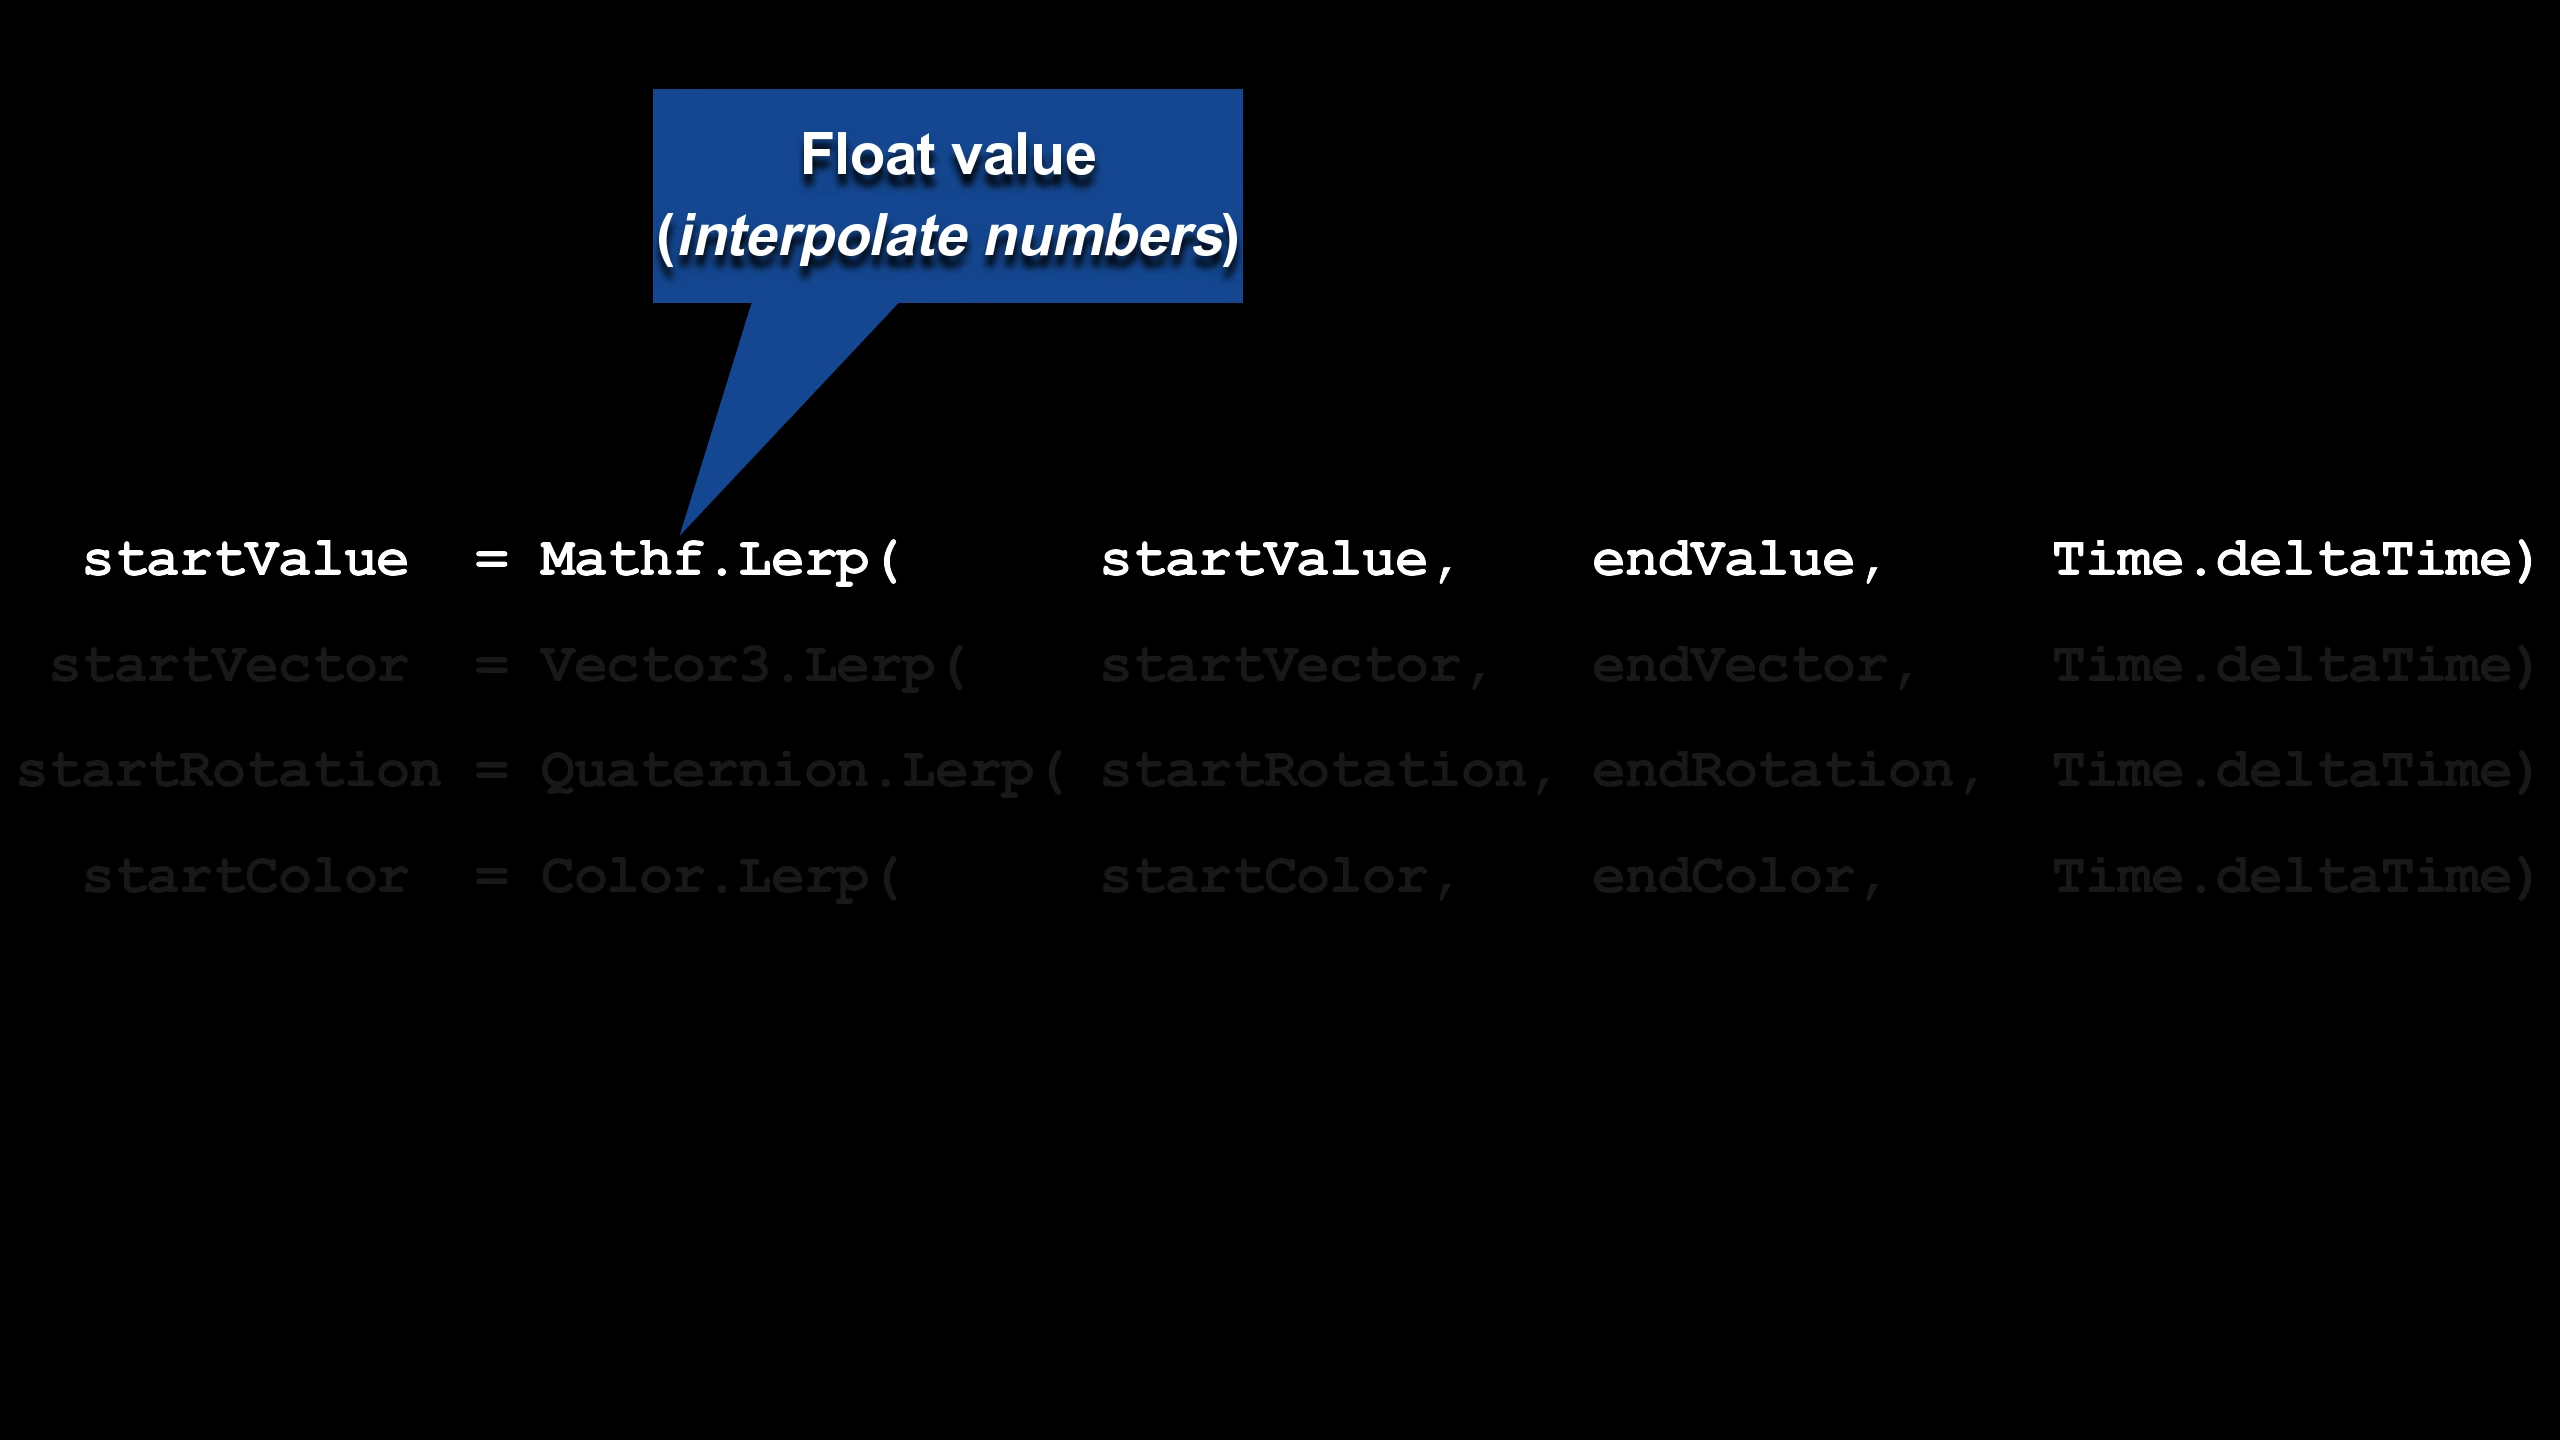 Float value
(interpolate numbers)
startValue = Mathf.Lerp( startValue, endValue, Time.deltaTime)
startVector = Vector3.Lerp( startVector, endVector, Time.deltaTime)
startRotation = Quaternion.Lerp( startRotation, endRotation, Time.deltaTime)
startColor = Color.Lerp( startColor, endColor, Time.deltaTime)